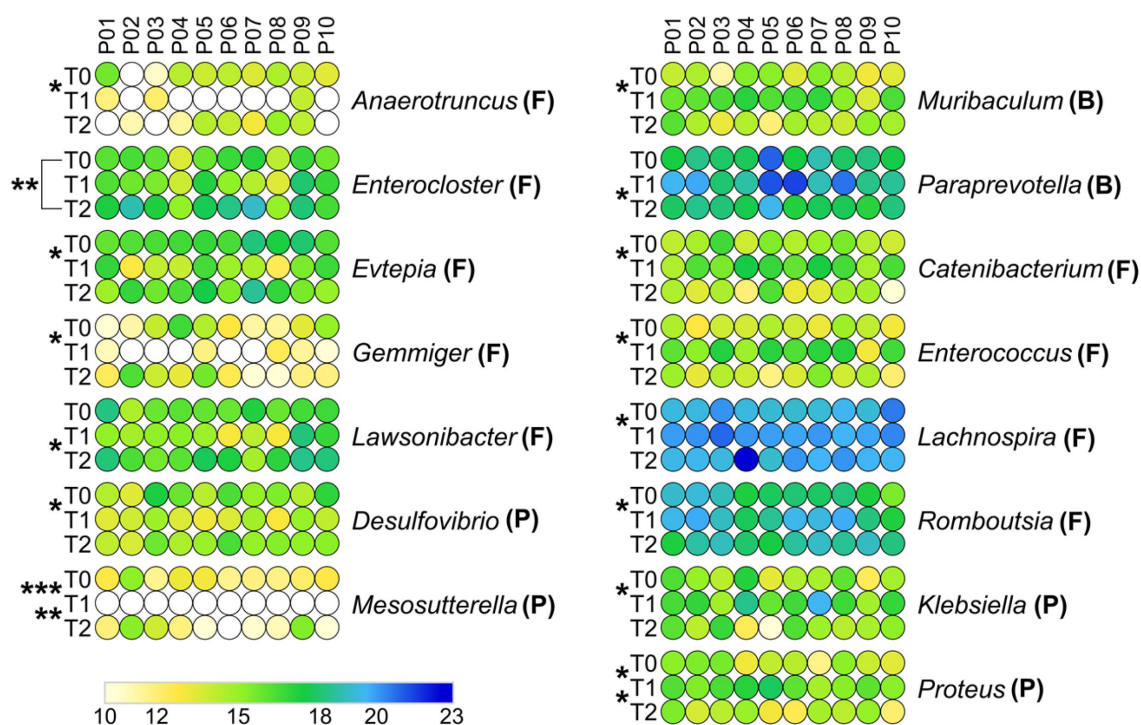 P01 P02 P03 P04 P05 P06 P07 P08 P09 P10
T0
* T1
T2
Anaerotruncus (F)
T0
** T1
T2
Enterocloster (F)
T0
* T1
T2
Evtepia (F)
T0
* T1
T2
Gemmiger (F)
T0
T1
* T2
Lawsonibacter (F)
T0
* T1
T2
Desulfovibrio (P)
T0
*** T1
** T2
Mesosutterella (P)
10 12 15 18 20 23
P01 P02 P03 P04 P05 P06 P07 P08 P09 P10
T0
* T1
T2
Muribaculum (B)
T0
T1
* T2
Paraprevotella (B)
T0
* T1
T2
Catenibacterium (F)
T0
* T1
T2
Enterococcus (F)
T0
* T1
T2
Lachnospira (F)
T0
* T1
T2
Romboutsia (F)
T0
* T1
T2
Klebsiella (P)
T0
* T1
* T2
Proteus (P)